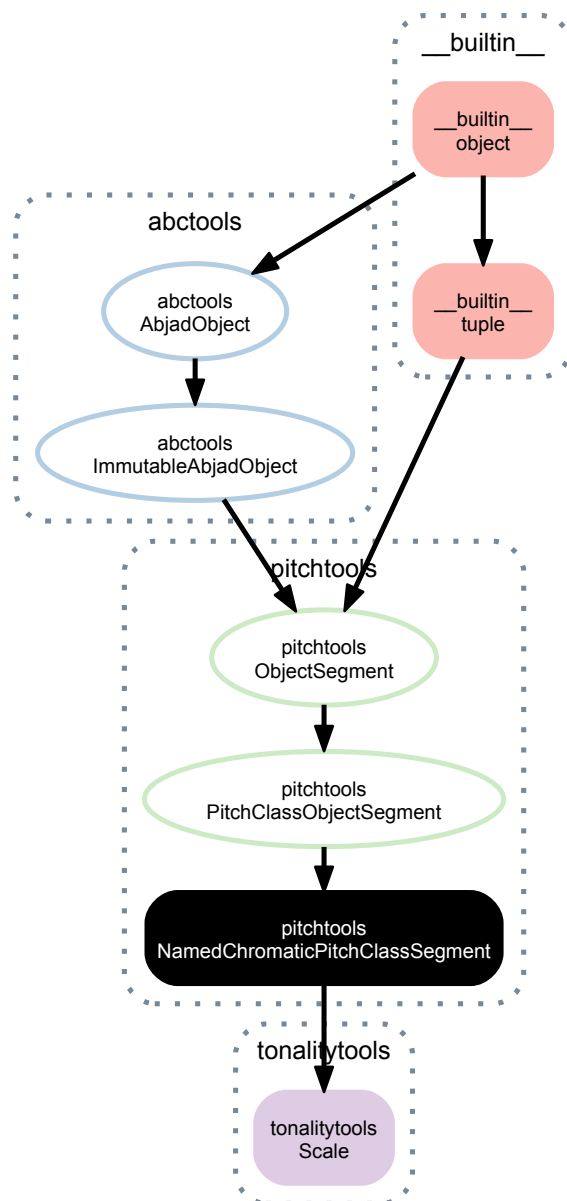 __builtin__
__builtin__
object
abctools
abctools
AbjadObject
__builtin__
tuple
abctools
ImmutableAbjadObject
pitchtools
pitchtools
ObjectSegment
pitchtools
PitchClassObjectSegment
pitchtools
NamedChromaticPitchClassSegment
tonalitytools
tonalitytools
Scale